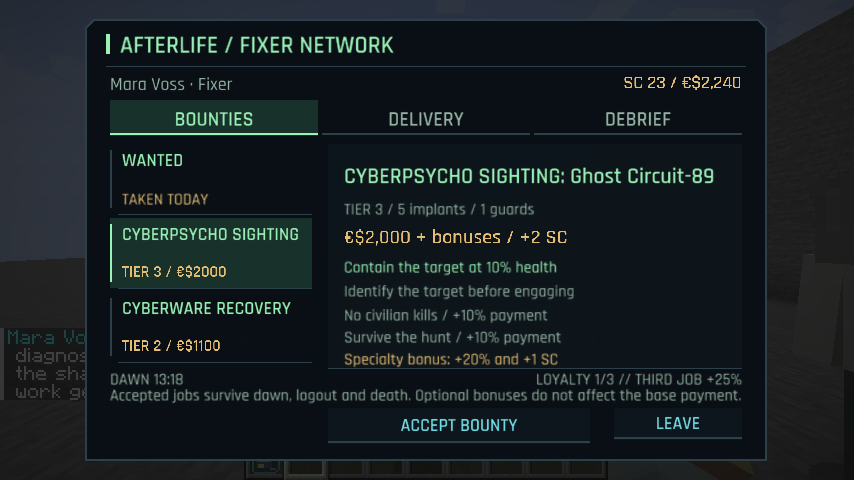 AFTERLIFE / FIXER NETWORK
Mara Voss · Fixer
SC 23 / €$2,240
BOUNTIES
DELIVERY
DEBRIEF
WANTED
TAKEN TODAY
CYBERPSYCHO SIGHTING
TIER 3 / €$2000
CYBERWARE RECOVERY
TIER 2 / €$1100
CYBERPSYCHO SIGHTING: Ghost Circuit-89
TIER 3 / 5 implants / 1 guards
€$2,000 + bonuses / +2 SC
Contain the target at 10% health
Identify the target before engaging
No civilian kills / +10% payment
Survive the hunt / +10% payment
Specialty bonus: +20% and +1 SC
DAWN 13:18
LOYALTY 1/3 // THIRD JOB +25%
Accepted jobs survive dawn, logout and death. Optional bonuses do not affect the base payment.
ACCEPT BOUNTY
LEAVE
Mara Vo
diagnos
the sha
work ge